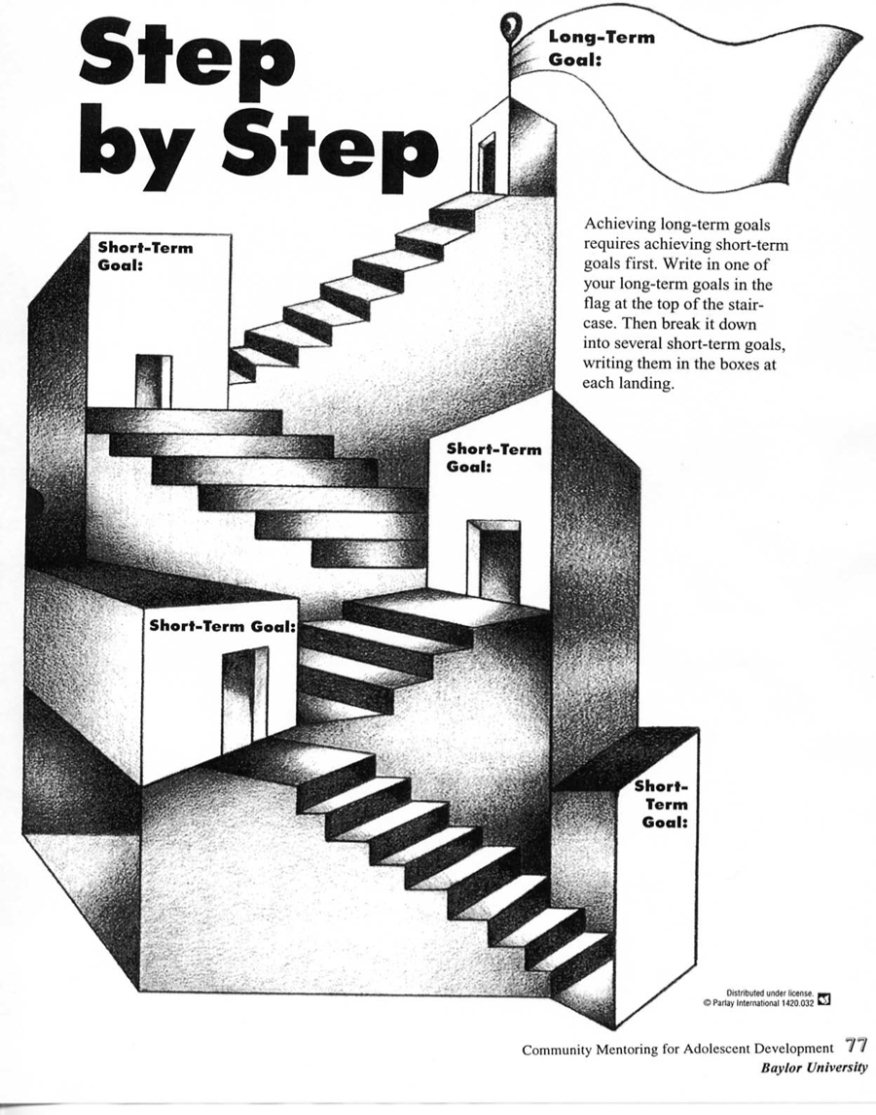 Step
by Step
Long-Term
Goal:
Achieving long-term goals
requires achieving short-term
goals first. Write in one of
your long-term goals in the
flag at the top of the stair-
case. Then break it down
into several short-term goals,
writing them in the boxes at
each landing.
Short-Term
Goal:
Short-Term
Goal:
Short-Term Goal:
Short-
Term
Goal:
Distributed under license.
© Parlay International 1420.032
Community Mentoring for Adolescent Development 77
Baylor University